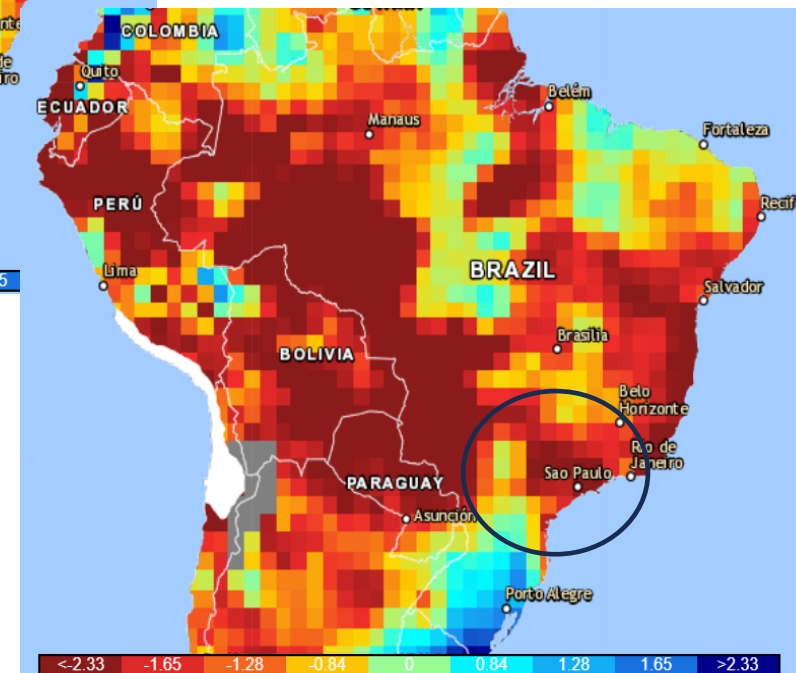 COLOMBIA
Quito
ECUADOR
Belém
Manaus
Fortaleza
PERÚ
Recif
Lima
BRAZIL
Salvador
Brasília
BOLIVIA
Belo
Horizonte
Rio de
Janeiro
Sao Paulo
PARAGUAY
Asunción
Porto Alegre
<-2.33 -1.65 -1.28 -0.84 0 0.84 1.28 1.65 >2.33